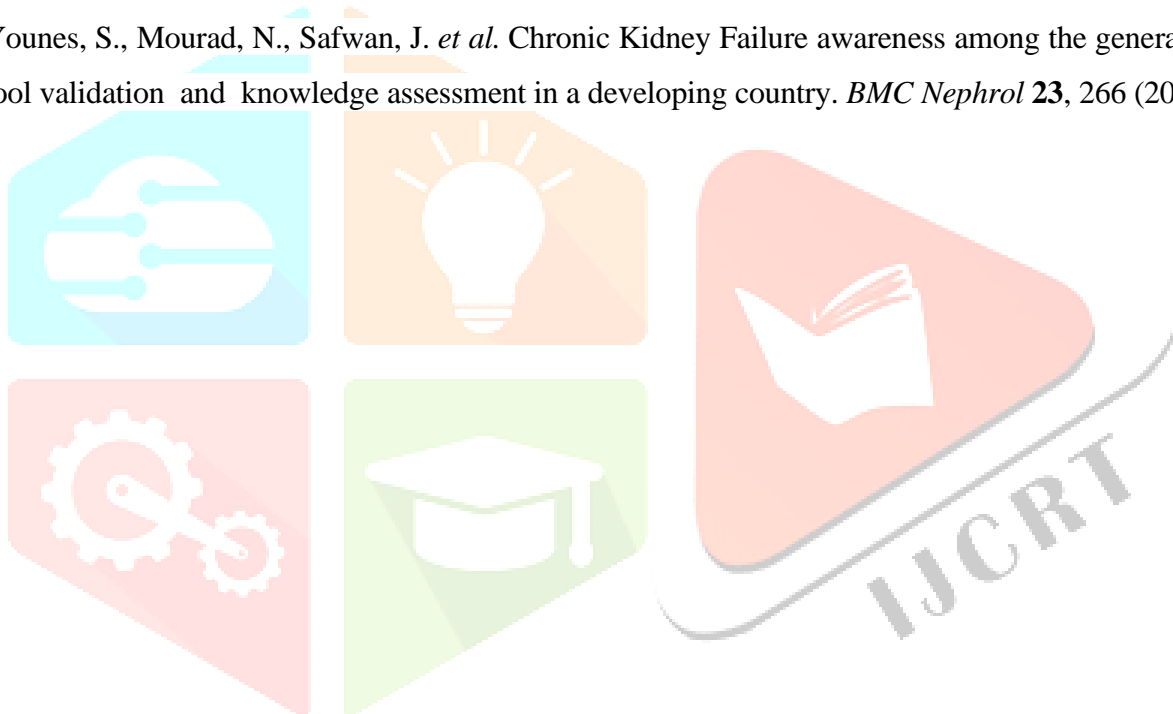 Younes, S., Mourad, N., Safwan, J. et al. Chronic Kidney Failure awareness among the genera
ool validation and knowledge assessment in a developing country. BMC Nephrol 23, 266 (20
IJCRT